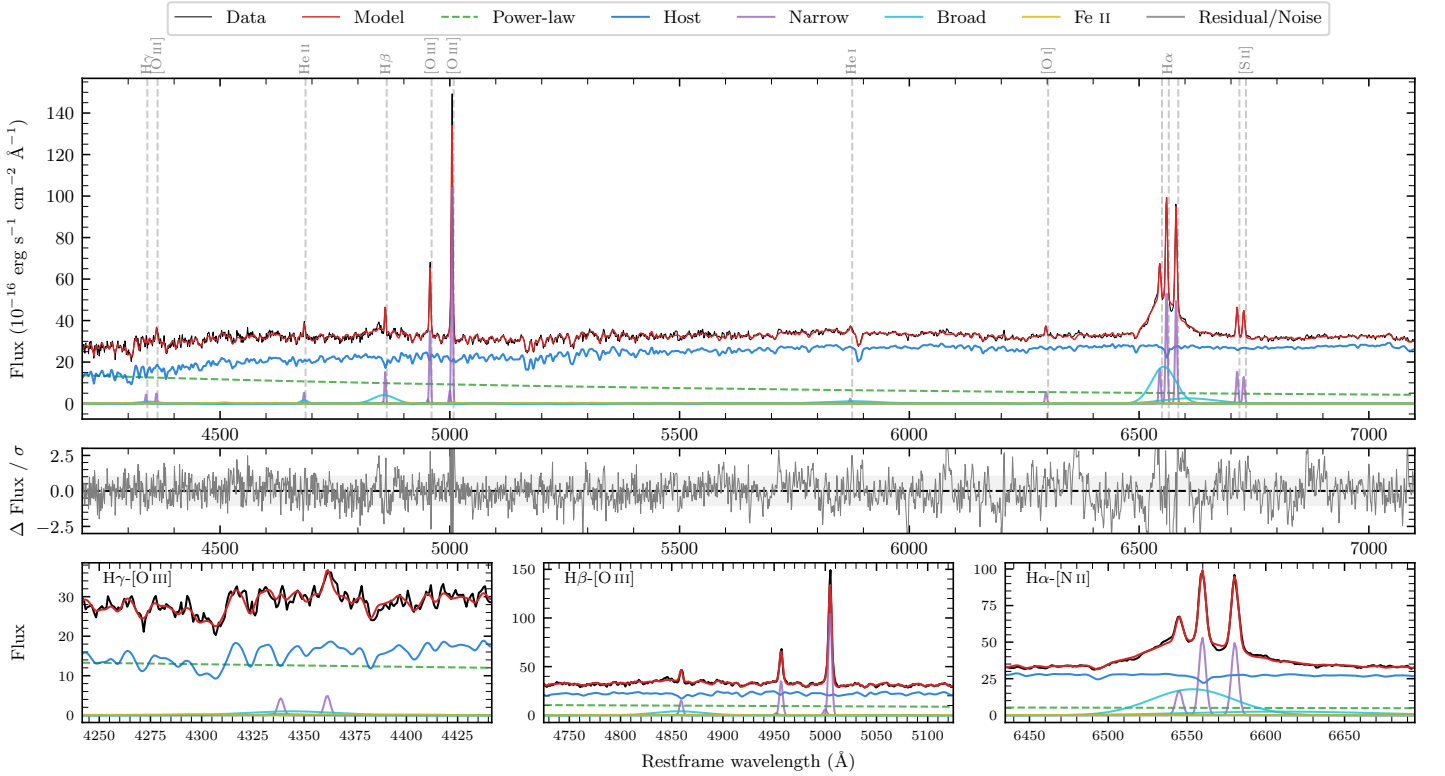 Data Model Power-law Host Narrow Broad Fe II Residual/Noise
Hγ [O III] He II Hβ [O III] [O III] He I [O I] Hα [S II]
Flux (10⁻¹⁶ erg s⁻¹ cm⁻² Å⁻¹)
140
120
100
80
60
40
20
0
4500 5000 5500 6000 6500 7000
Δ Flux / σ
2.5
0.0
−2.5
4500 5000 5500 6000 6500 7000
Flux
Hγ-[O III]
30
20
10
0
4250 4275 4300 4325 4350 4375 4400 4425
Hβ-[O III]
150
100
50
0
4750 4800 4850 4900 4950 5000 5050 5100
Hα-[N II]
100
75
50
25
0
6450 6500 6550 6600 6650
Restframe wavelength (Å)